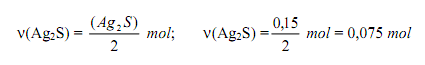 ν(Ag₂S) = (Ag₂S)/2 mol; ν(Ag₂S) = 0,15/2 mol = 0,075 mol